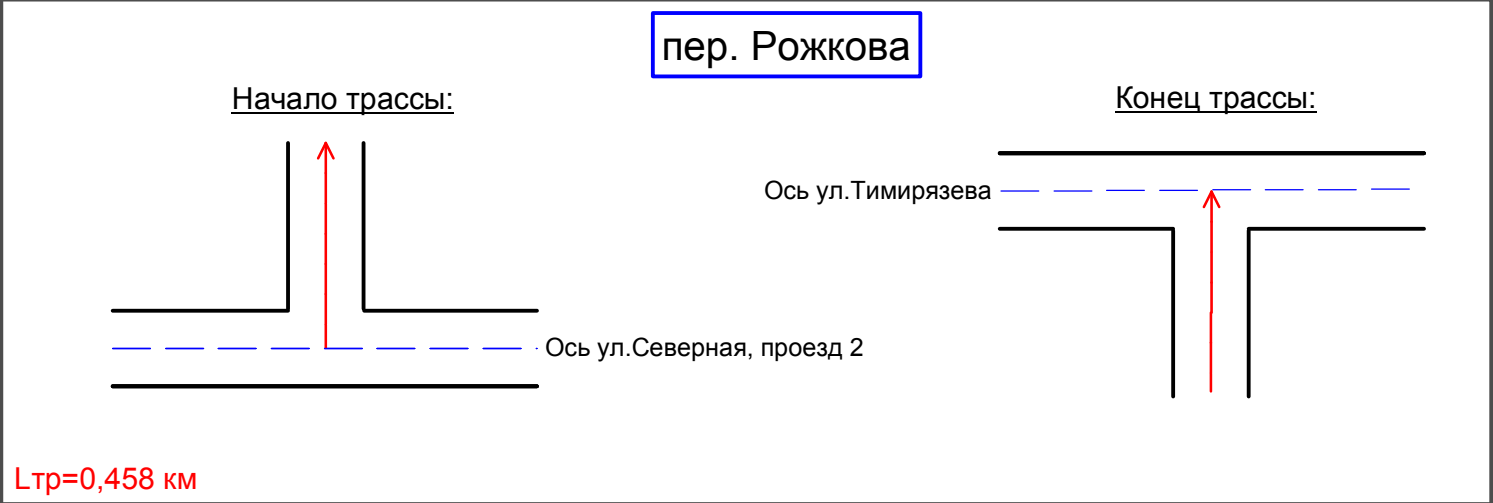 пер. Рожкова
Начало трассы:
Конец трассы:
Ось ул.Тимирязева
Ось ул.Северная, проезд 2
Lтр=0,458 км